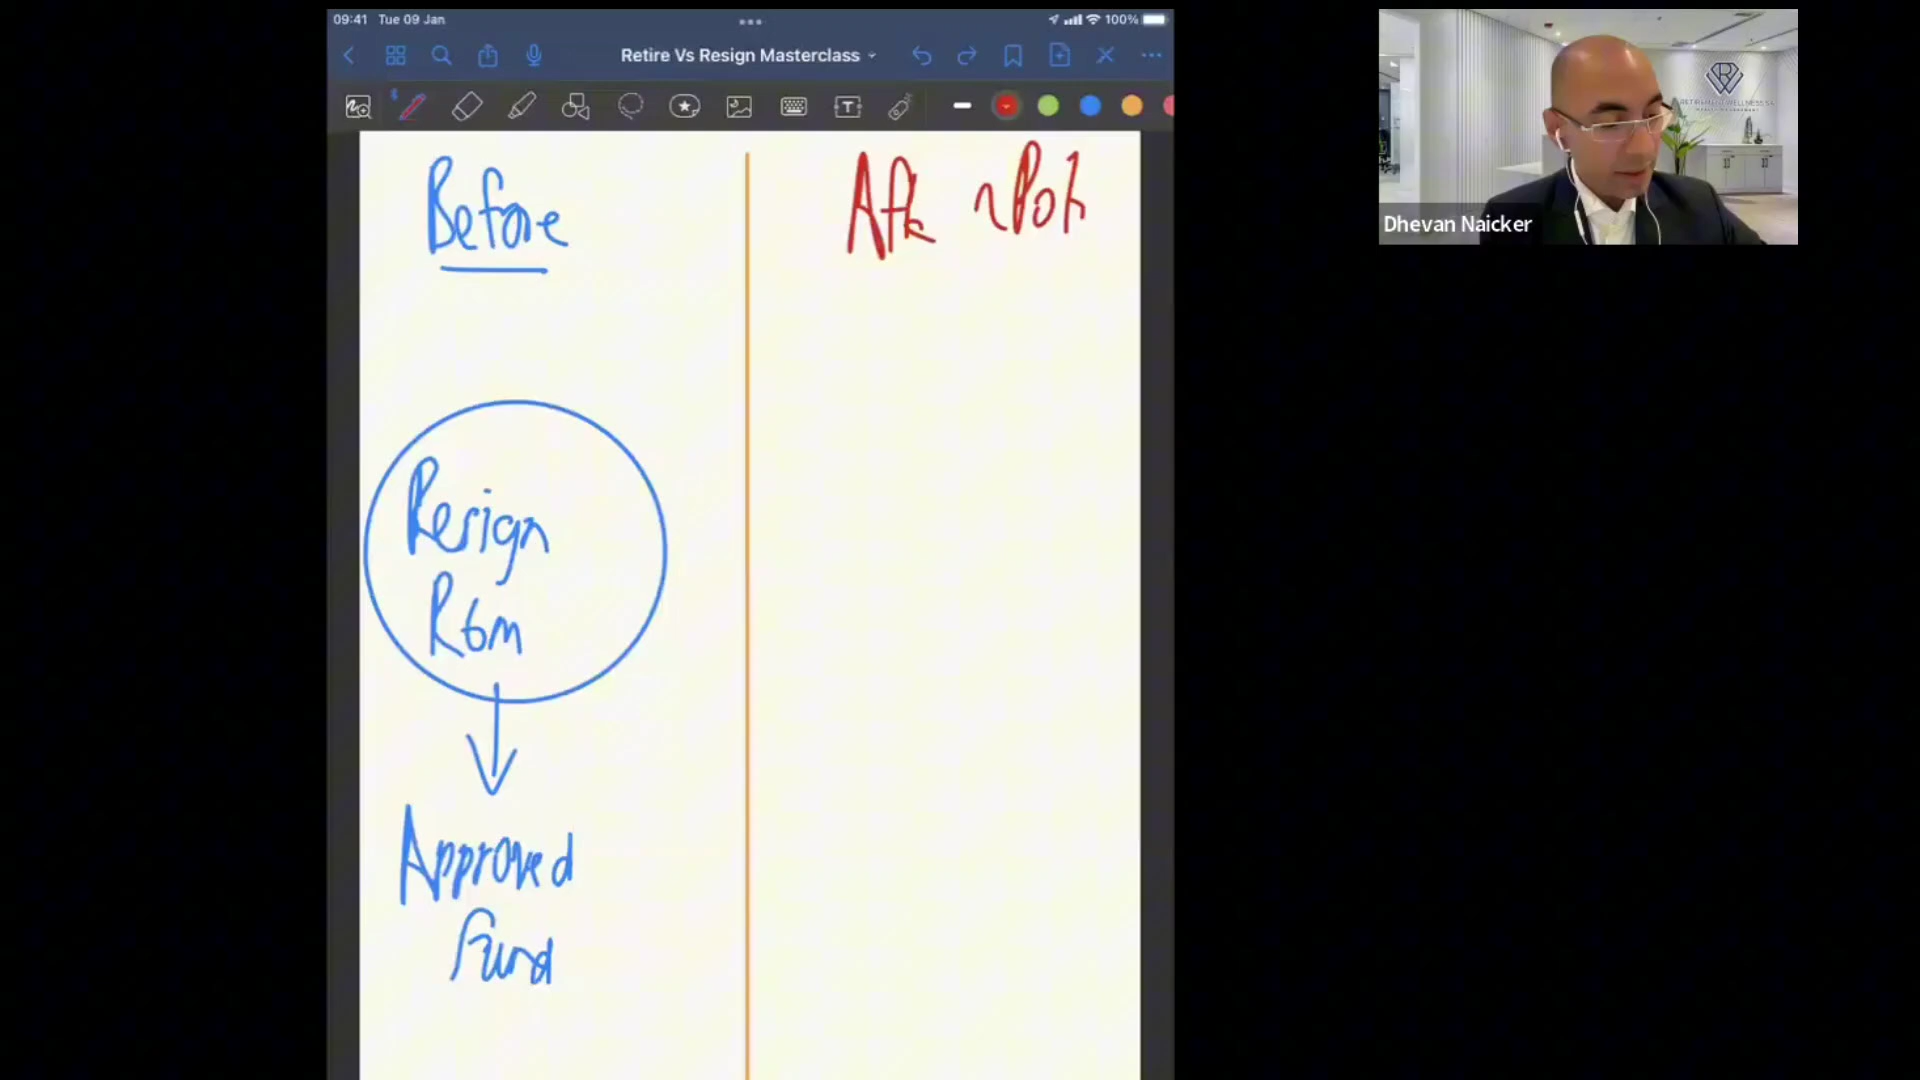 09:41 Tue 09 Jan
100%
Retire Vs Resign Masterclass
T
Before
Resign
R6m
Approved
Fund
Dhevan Naicker